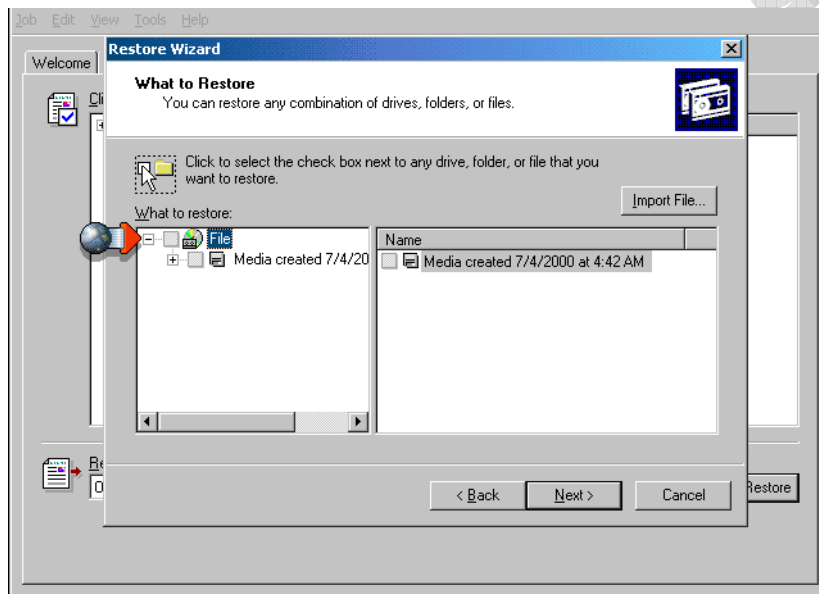 Job Edit View Tools Help
Restore Wizard
Welcome
What to Restore
You can restore any combination of drives, folders, or files.
Cli
Click to select the check box next to any drive, folder, or file that you
want to restore.
Import File...
What to restore:
File
Name
Media created 7/4/20
Media created 7/4/2000 at 4:42 AM
Re
< Back
Next >
Cancel
Restore